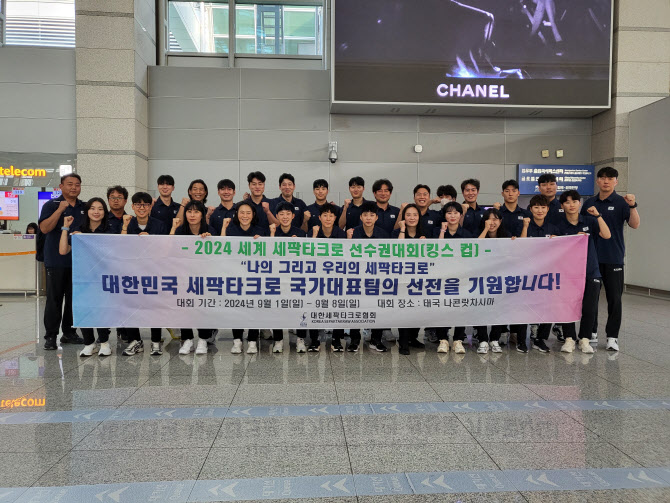 CHANEL
telecom
- 2024 세계 세팍타크로 선수권대회(킹스 컵) -
“나의 그리고 우리의 세팍타크로”
대한민국 세팍타크로 국가대표팀의 선전을 기원합니다!
대회 기간 : 2024년 9월 1일(일) ~ 9월 8일(일) 대회 장소 : 태국 나콘랏차시마
대한세팍타크로협회
KOREA SEPAKTAKRAW ASSOCIATION